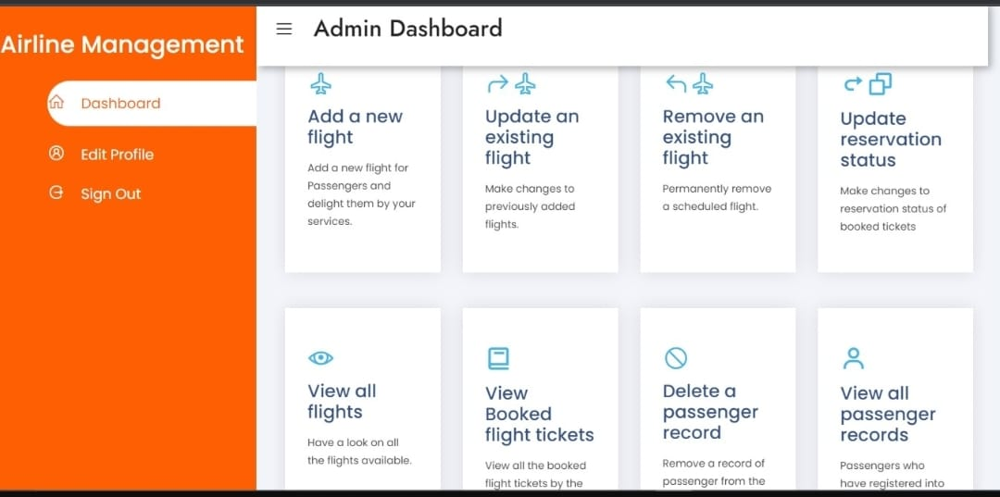 Airline Management
Admin Dashboard
Dashboard
Edit Profile
Sign Out
Add a new
flight
Add a new flight for
Passengers and
delight them by your
services.
Update an
existing
flight
Make changes to
previously added
flights.
Remove an
existing
flight
Permanently remove
a scheduled flight.
Update
reservation
status
Make changes to
reservation status of
booked tickets
View all
flights
Have a look on all
the flights available.
View
Booked
flight tickets
View all the booked
flight tickets by the
Delete a
passenger
record
Remove a record of
passenger from the
View all
passenger
records
Passengers who
have registered into